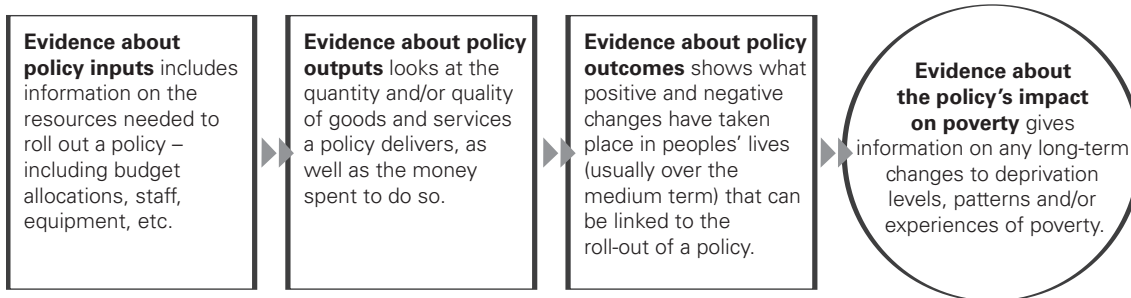 Evidence about
policy inputs includes
information on the
resources needed to
roll out a policy –
including budget
allocations, staff,
equipment, etc.
Evidence about policy
outputs looks at the
quantity and/or quality
of goods and services
a policy delivers, as
well as the money
spent to do so.
Evidence about policy
outcomes shows what
positive and negative
changes have taken
place in peoples’ lives
(usually over the
medium term) that can
be linked to the
roll-out of a policy.
Evidence about
the policy’s impact
on poverty gives
information on any long-term
changes to deprivation
levels, patterns and/or
experiences of poverty.